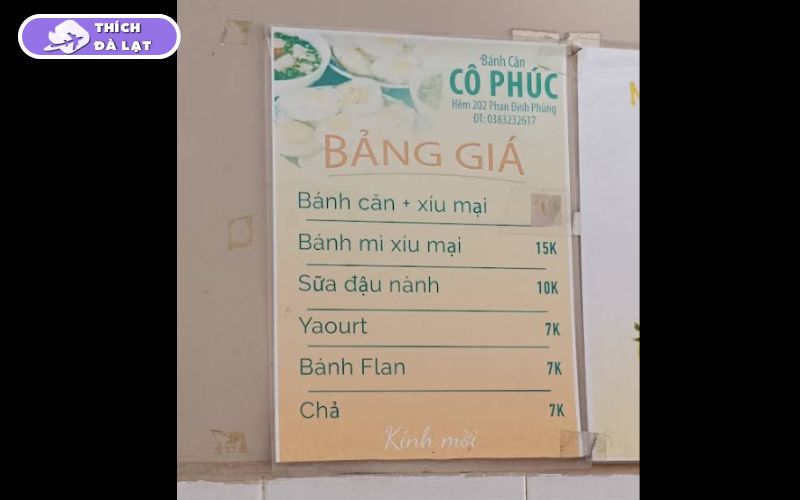 THÍCH
ĐÀ LẠT
Bánh Căn
CÔ PHÚC
Hẻm 202 Phan Đình Phùng
ĐT: 0383232617
BẢNG GIÁ
Bánh căn + xíu mại
Bánh mì xíu mại 15K
Sữa đậu nành 10K
Yaourt 7K
Bánh Flan 7K
Chả 7K
Kính mời